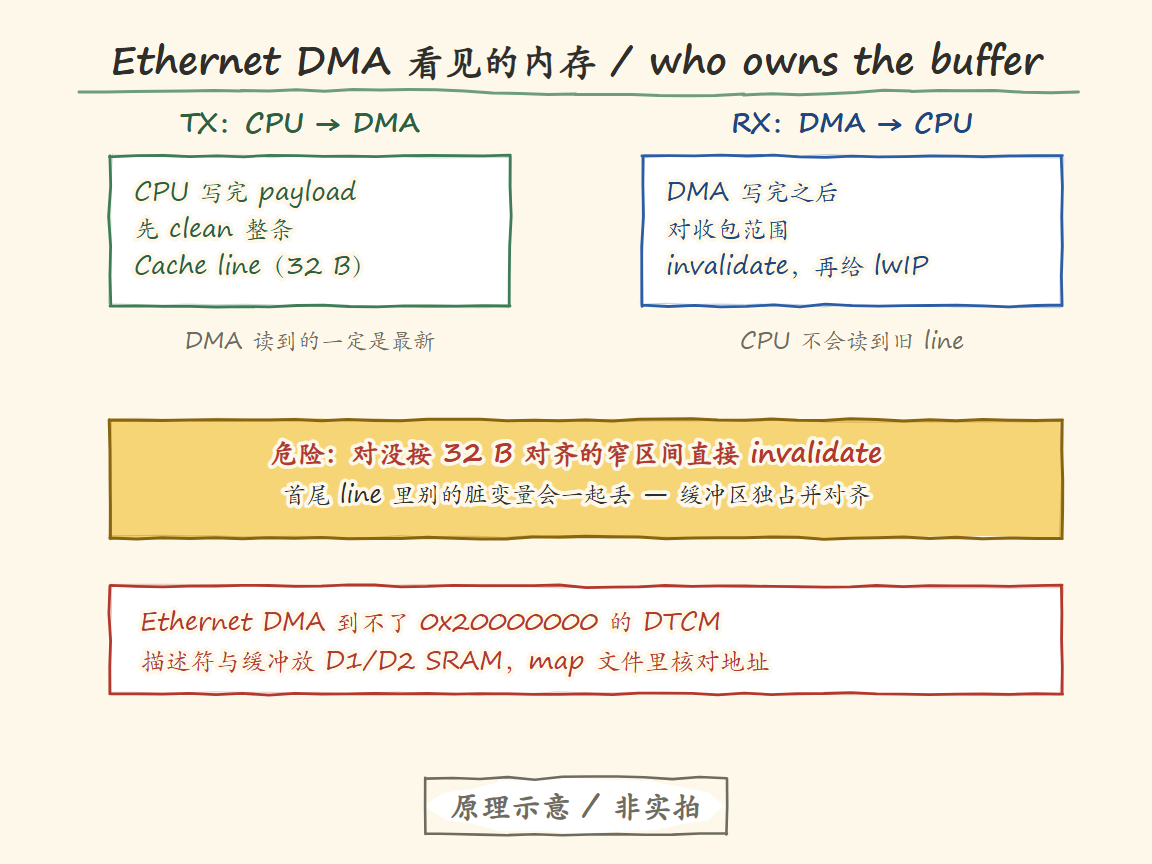 Ethernet DMA 看见的内存 / who owns the buffer
TX：CPU → DMA
CPU 写完 payload
先 clean 整条
Cache line（32 B）
DMA 读到的一定是最新
RX：DMA → CPU
DMA 写完之后
对收包范围
invalidate，再给 lWIP
CPU 不会读到旧 line
危险：对没按 32 B 对齐的窄区间直接 invalidate
首尾 line 里别的脏变量会一起丢 — 缓冲区独占并对齐
Ethernet DMA 到不了 0x20000000 的 DTCM
描述符与缓冲放 D1/D2 SRAM，map 文件里核对地址
原理示意 / 非实拍